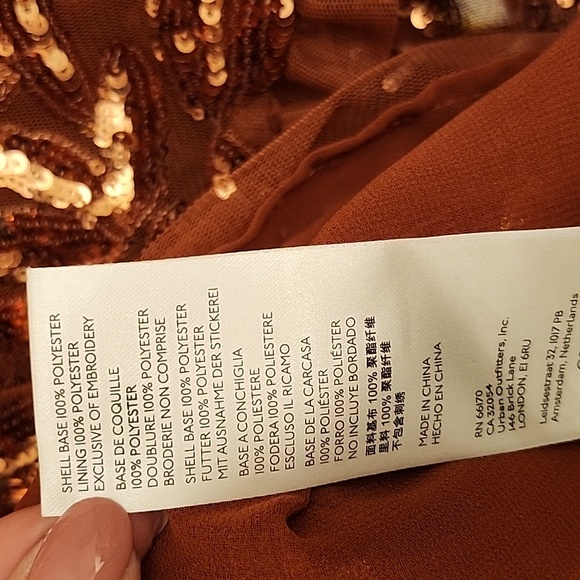 SHELL BASE 100% POLYESTER
LINING 100% POLYESTER
EXCLUSIVE OF EMBROIDERY
BASE DE COQUILLE
100% POLYESTER
DOUBLURE 100% POLYESTER
BRODERIE NON COMPRISE
SHELL BASE 100% POLYESTER
FUTTER 100% POLYESTER
MIT AUSNAHME DER STICKEREI
BASE A CONCHIGLIA
100% POLIESTERE
FODERA 100% POLIESTERE
ESCLUSO IL RICAMO
BASE DE LA CARCASA
100% POLIÉSTER
FORRO 100% POLIÉSTER
NO INCLUYE BORDADO
面料基布 100% 聚酯纤维
里料 100% 聚酯纤维
不包含刺绣
MADE IN CHINA
HECHO EN CHINA
RN 66170
CA 32054
Urban Outfitters, Inc.
146 Brick Lane
LONDON, E1 6RU
Leidsestraat 32, 1017 PB
Amsterdam, Netherlands